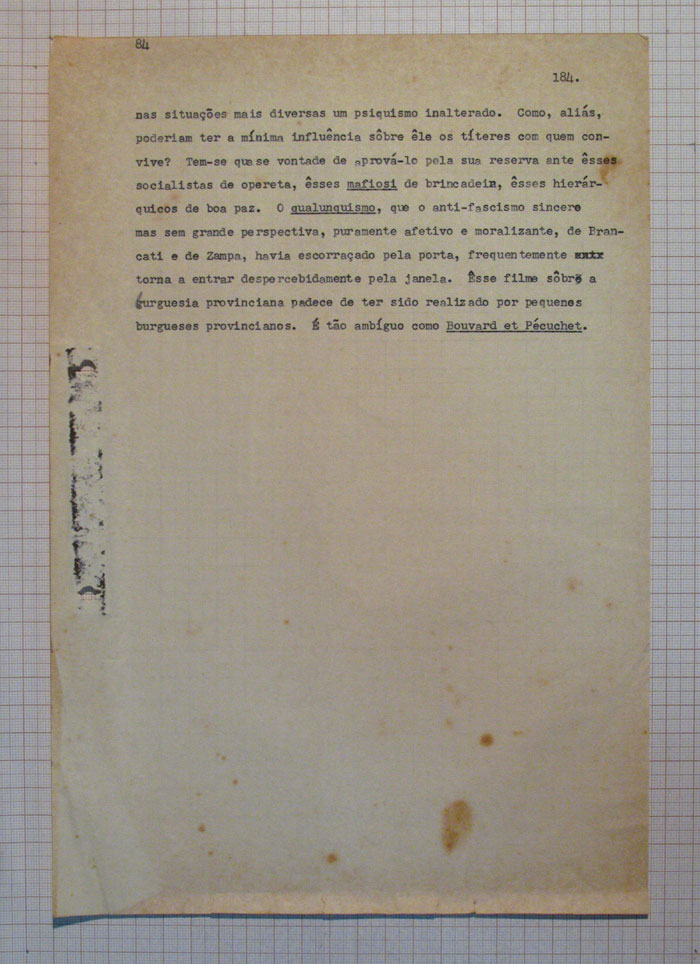 84
184.
nas situações mais diversas um psiquismo inalterado. Como, aliás,
poderiam ter a mínima influência sôbre êle os títeres com quem con-
vive? Tem-se quase vontade de aprová-lo pela sua reserva ante êsses
socialistas de opereta, êsses mafiosi de brincadein, êsses hierár-
quicos de boa paz. O qualunquismo, que o anti-fascismo sincero
mas sem grande perspectiva, puramente afetivo e moralizante, de Bran-
cati e de Zampa, havia escorraçado pela porta, frequentemente
torna a entrar despercebidamente pela janela. Êsse filme sôbre a
burguesia provinciana padece de ter sido realizado por pequenos
burgueses provincianos. É tão ambíguo como Bouvard et Pécuchet.